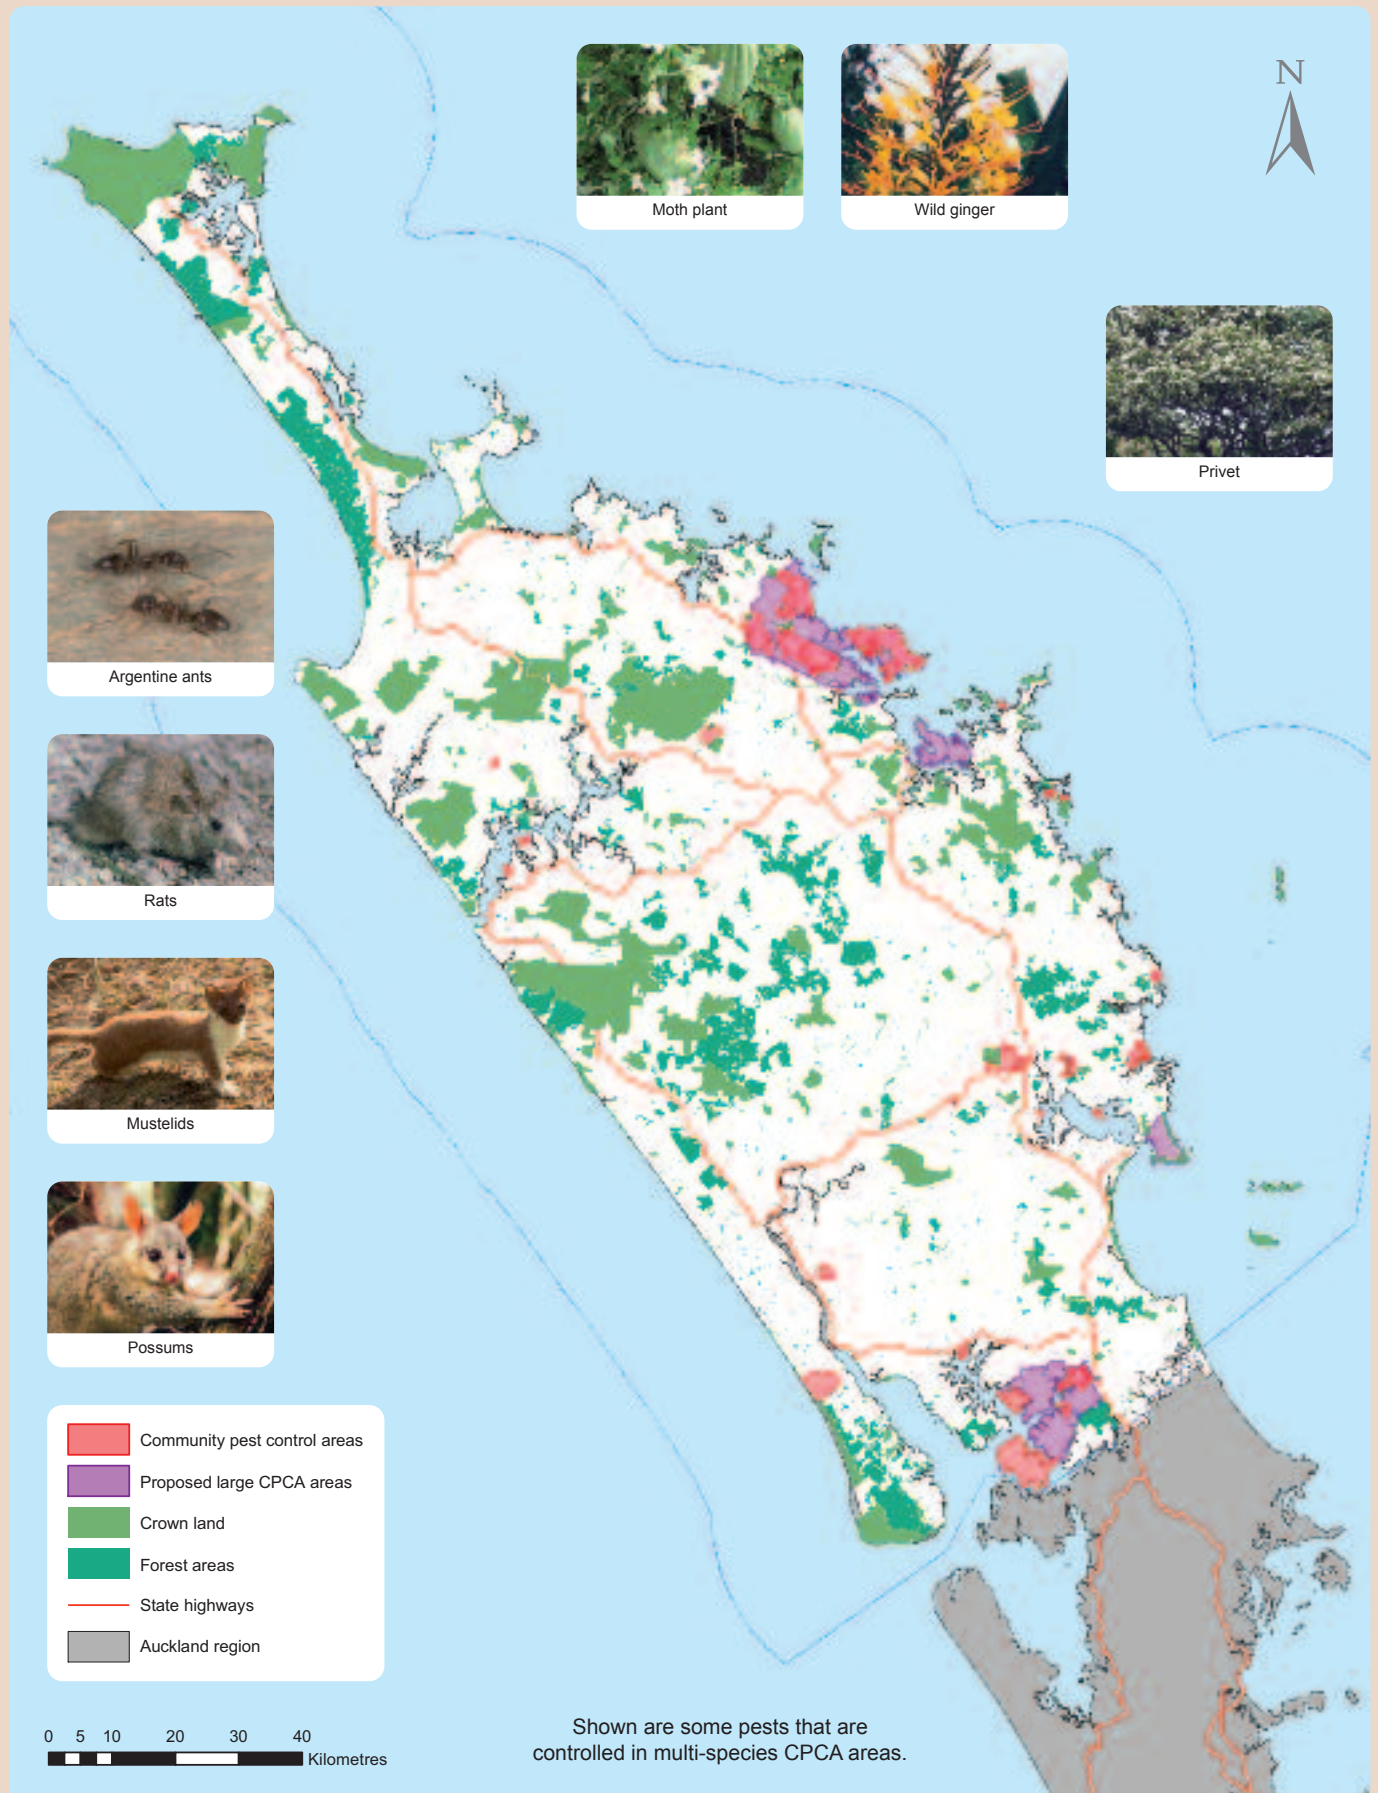 N
Moth plant
Wild ginger
Privet
Argentine ants
Rats
Mustelids
Possums
Community pest control areas
Proposed large CPCA areas
Crown land
Forest areas
State highways
Auckland region
0 5 10 20 30 40
Kilometres
Shown are some pests that are
controlled in multi-species CPCA areas.